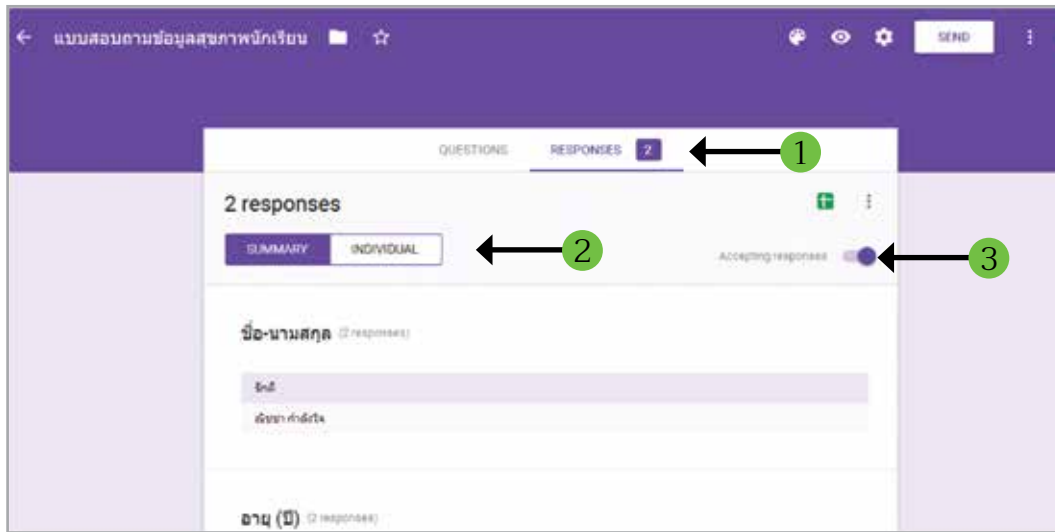 แบบสอบถามข้อมูลสุขภาพนักเรียน
SEND
QUESTIONS RESPONSES 2
1
2 responses
SUMMARY INDIVIDUAL
2
Accepting responses
3
ชื่อ-นามสกุล (2 responses)
อายุ (ปี) (2 responses)